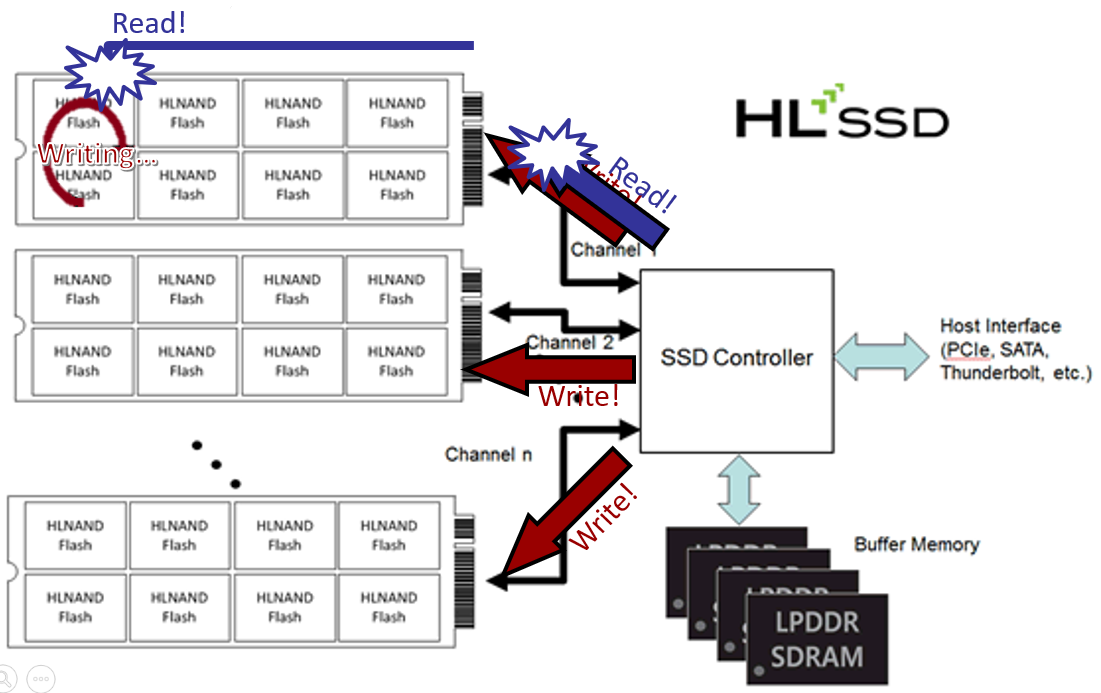 Read!
HLNAND HLNAND HLNAND
Flash Flash Flash Flash
Writing...
HLNAND HLNAND HLNAND HLNAND
Flash Flash Flash Flash
HL SSD
Read!
Write!
Channel
HLNAND HLNAND HLNAND HLNAND
Flash Flash Flash Flash
HLNAND HLNAND HLNAND HLNAND
Flash Flash Flash Flash
Channel 2
Write!
SSD Controller
Host Interface
(PCIe, SATA,
Thunderbolt, etc.)
Channel n
Write!
HLNAND HLNAND HLNAND HLNAND
Flash Flash Flash Flash
HLNAND HLNAND HLNAND HLNAND
Flash Flash Flash Flash
Buffer Memory
LPDDR
SDRAM